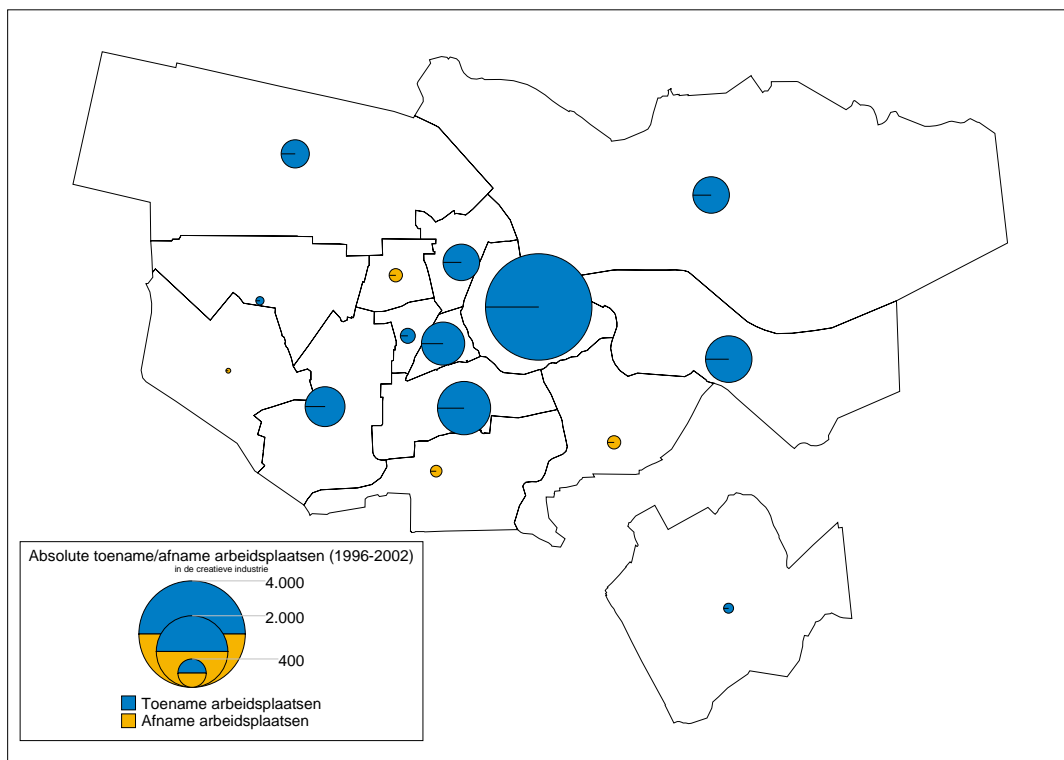 Absolute toename/afname arbeidsplaatsen (1996-2002)
in de creatieve industrie
4.000
2.000
400
Toename arbeidsplaatsen
Afname arbeidsplaatsen